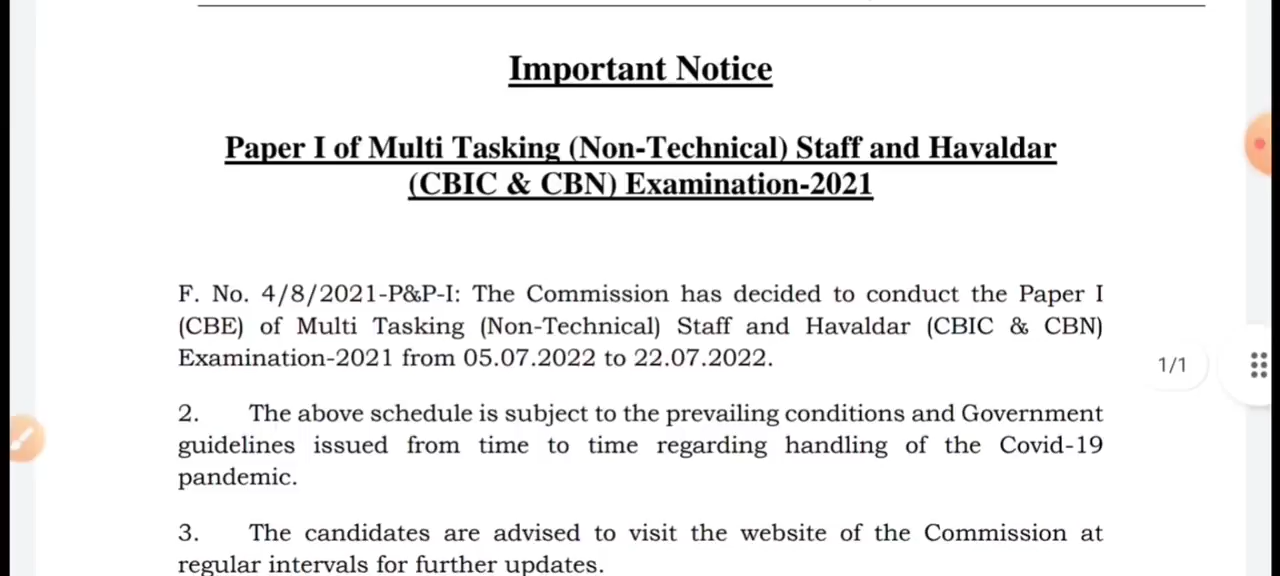 Important Notice
Paper I of Multi Tasking (Non-Technical) Staff and Havaldar
(CBIC & CBN) Examination-2021
F. No. 4/8/2021-P&P-I: The Commission has decided to conduct the Paper I
(CBE) of Multi Tasking (Non-Technical) Staff and Havaldar (CBIC & CBN)
Examination-2021 from 05.07.2022 to 22.07.2022.
1/1
2. The above schedule is subject to the prevailing conditions and Government
guidelines issued from time to time regarding handling of the Covid-19
pandemic.
3. The candidates are advised to visit the website of the Commission at
regular intervals for further updates.